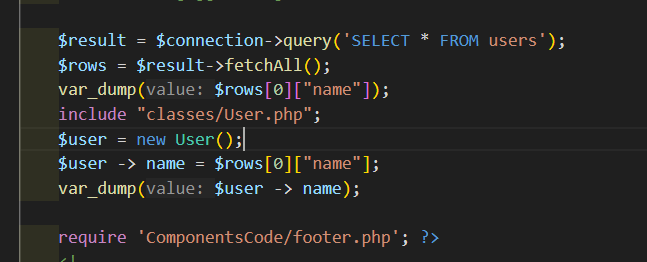 $result = $connection->query('SELECT * FROM users');
$rows = $result->fetchAll();
var_dump(value: $rows[0]["name"]);
include "classes/User.php";
$user = new User();
$user -> name = $rows[0]["name"];
var_dump(value: $user -> name);
require 'ComponentsCode/footer.php'; ?>